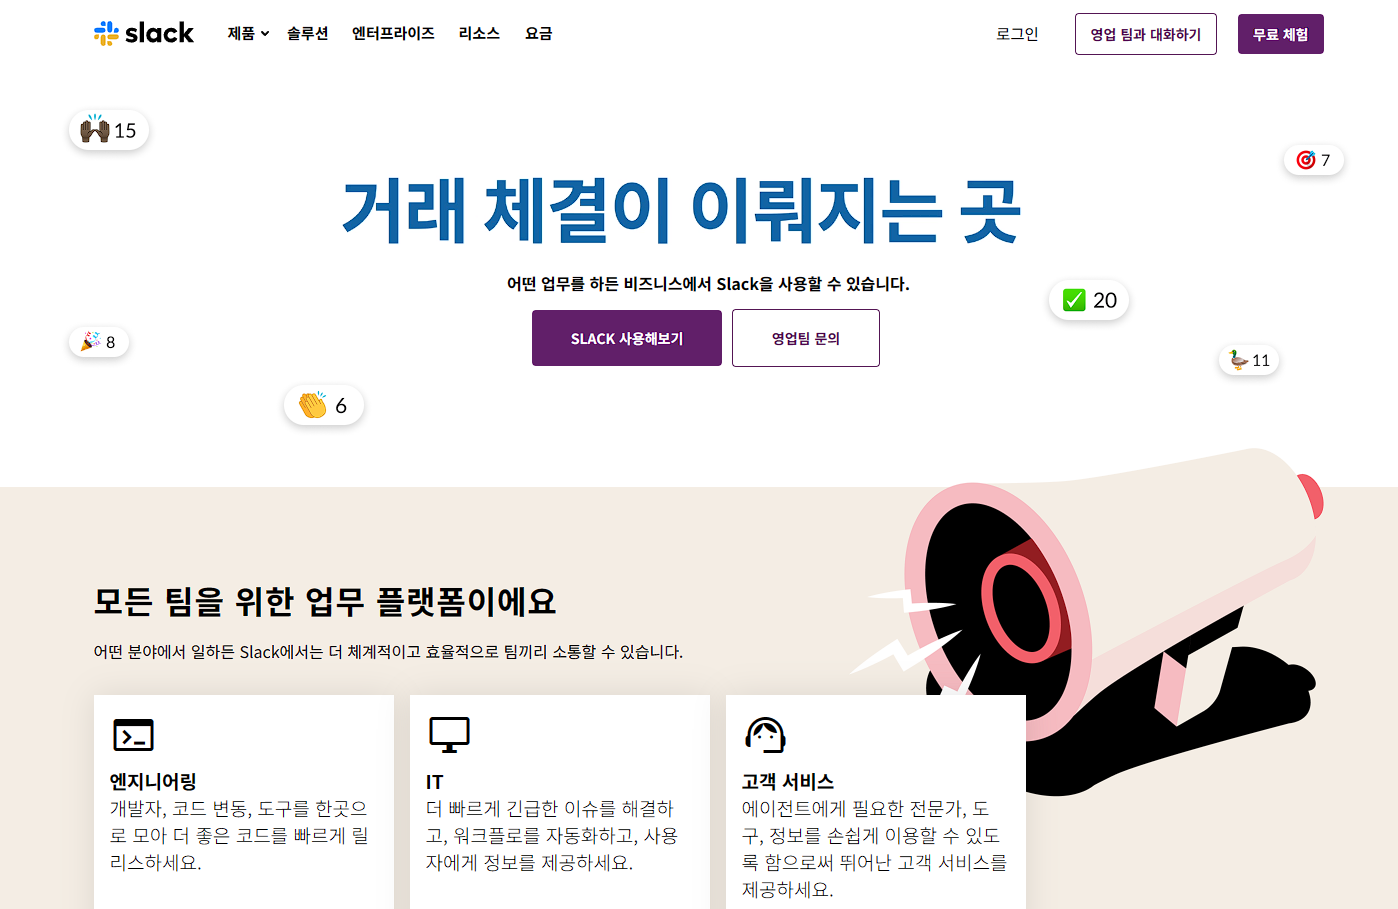 slack 제품 솔루션 엔터프라이즈 리소스 요금 로그인 영업 팀과 대화하기 무료 체험
15
7
거래 체결이 이뤄지는 곳
어떤 업무를 하든 비즈니스에서 Slack을 사용할 수 있습니다.
20
SLACK 사용해보기 영업팀 문의
8
11
6
모든 팀을 위한 업무 플랫폼이에요
어떤 분야에서 일하든 Slack에서는 더 체계적이고 효율적으로 팀끼리 소통할 수 있습니다.
엔지니어링
개발자, 코드 변동, 도구를 한곳으
로 모아 더 좋은 코드를 빠르게 릴
리스하세요.
IT
더 빠르게 긴급한 이슈를 해결하
고, 워크플로를 자동화하고, 사용
자에게 정보를 제공하세요.
고객 서비스
에이전트에게 필요한 전문가, 도
구, 정보를 손쉽게 이용할 수 있도
록 함으로써 뛰어난 고객 서비스를
제공하세요.